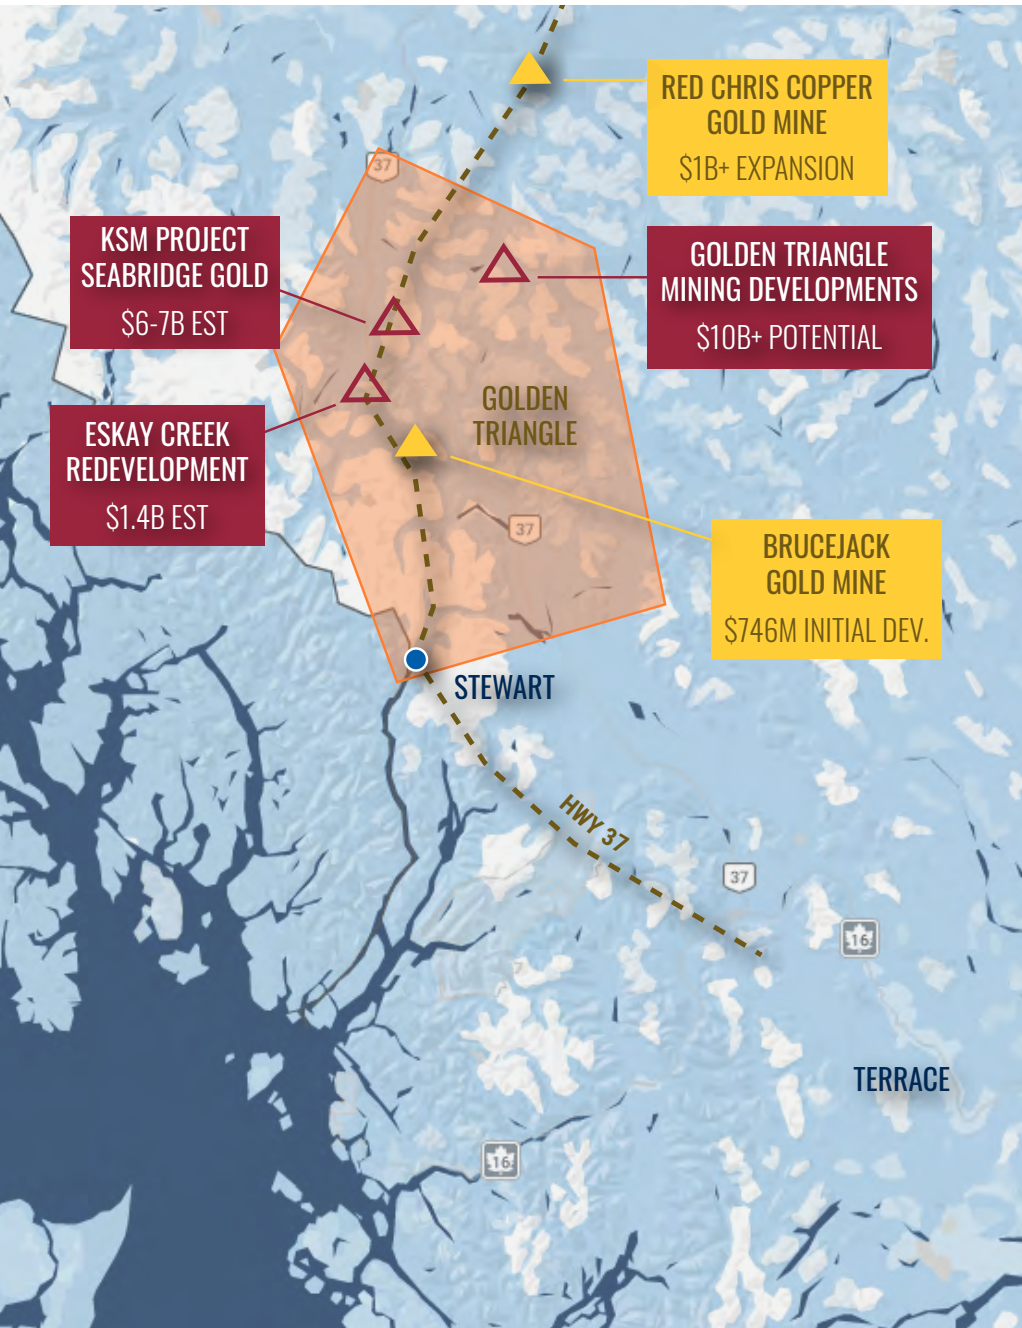 RED CHRIS COPPER
GOLD MINE
$1B+ EXPANSION
37
KSM PROJECT
SEABRIDGE GOLD
$6-7B EST
GOLDEN TRIANGLE
MINING DEVELOPMENTS
$10B+ POTENTIAL
GOLDEN
TRIANGLE
ESKAY CREEK
REDEVELOPMENT
$1.4B EST
37
BRUCEJACK
GOLD MINE
$746M INITIAL DEV.
STEWART
HWY 37
37
16
7
TERRACE
16